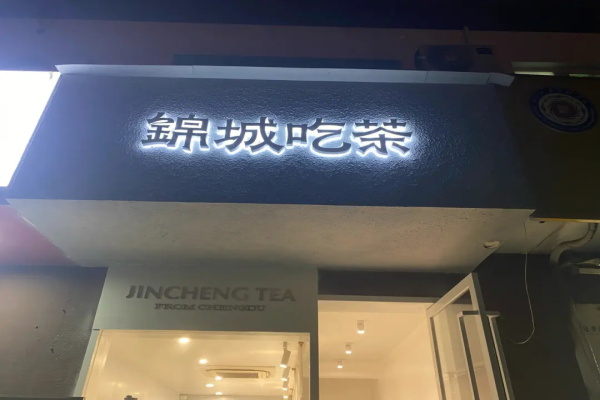 錦城吃茶
JINCHENG TEA
FROM CHENGDU